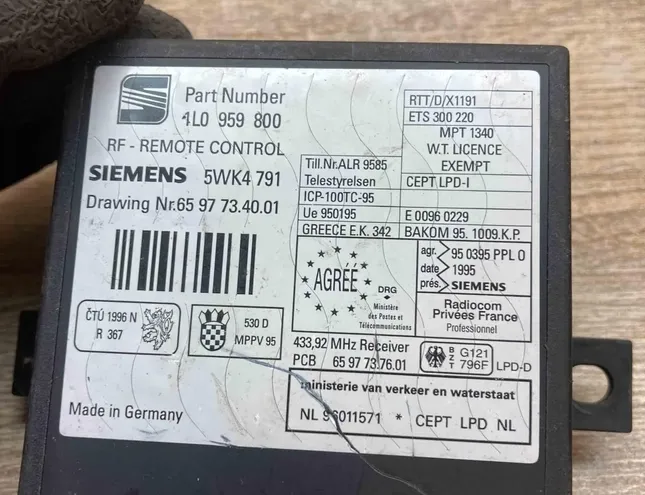 Part Number
1L0 959 800
RF - REMOTE CONTROL
SIEMENS 5WK4 791
Drawing Nr.65 97 73.40.01
ČTÚ 1996 N
R 367
530 D
MPPV 95
Made in Germany
RTT/D/X1191
ETS 300 220
MPT 1340
W.T. LICENCE
EXEMPT
Till.Nr.ALR 9585
Telestyrelsen
CEPT LPD-I
ICP-100TC-95
Ue 950195
E 0096 0229
GREECE E.K. 342
BAKOM 95. 1009.K.P.
AGRÉÉ
DRG
Ministère
des Postes et
Télécommunications
agr. 95 0395 PPL 0
date 1995
prés. SIEMENS
Radiocom
Privées France
Professionnel
433,92 MHz Receiver
PCB 65 97 73.76.01
B Z T G121 796F LPD-D
ministerie van verkeer en waterstaat
NL 96011571 * CEPT LPD NL